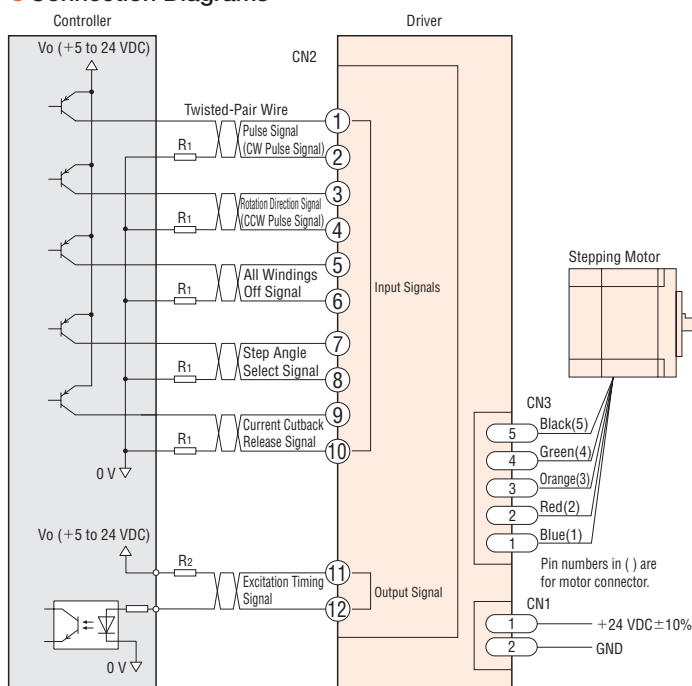 Connection Diagrams
Controller
Driver
Vo (+5 to 24 VDC)
CN2
Twisted-Pair Wire
Pulse Signal
(CW Pulse Signal)
R1
1
2
Rotation Direction Signal
(CCW Pulse Signal)
R1
3
4
All Windings
Off Signal
R1
5
6
Input Signals
Step Angle
Select Signal
R1
7
8
Current Cutback
Release Signal
R1
9
10
0 V
Vo (+5 to 24 VDC)
R2
Excitation Timing
Signal
11
12
Output Signal
0 V
Stepping Motor
CN3
5 Black(5)
4 Green(4)
3 Orange(3)
2 Red(2)
1 Blue(1)
Pin numbers in ( ) are
for motor connector.
CN1
1 +24 VDC±10%
2 GND